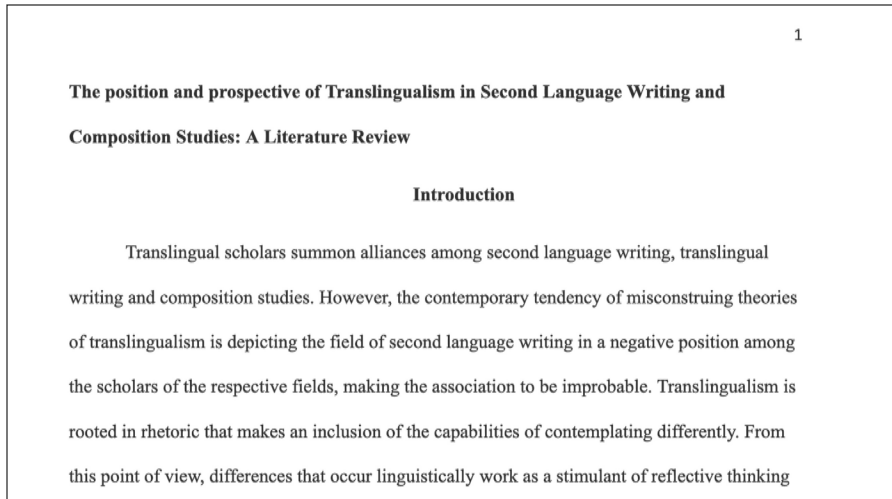 1
The position and prospective of Translingualism in Second Language Writing and
Composition Studies: A Literature Review
Introduction
Translingual scholars summon alliances among second language writing, translingual
writing and composition studies. However, the contemporary tendency of misconstruing theories
of translingualism is depicting the field of second language writing in a negative position among
the scholars of the respective fields, making the association to be improbable. Translingualism is
rooted in rhetoric that makes an inclusion of the capabilities of contemplating differently. From
this point of view, differences that occur linguistically work as a stimulant of reflective thinking